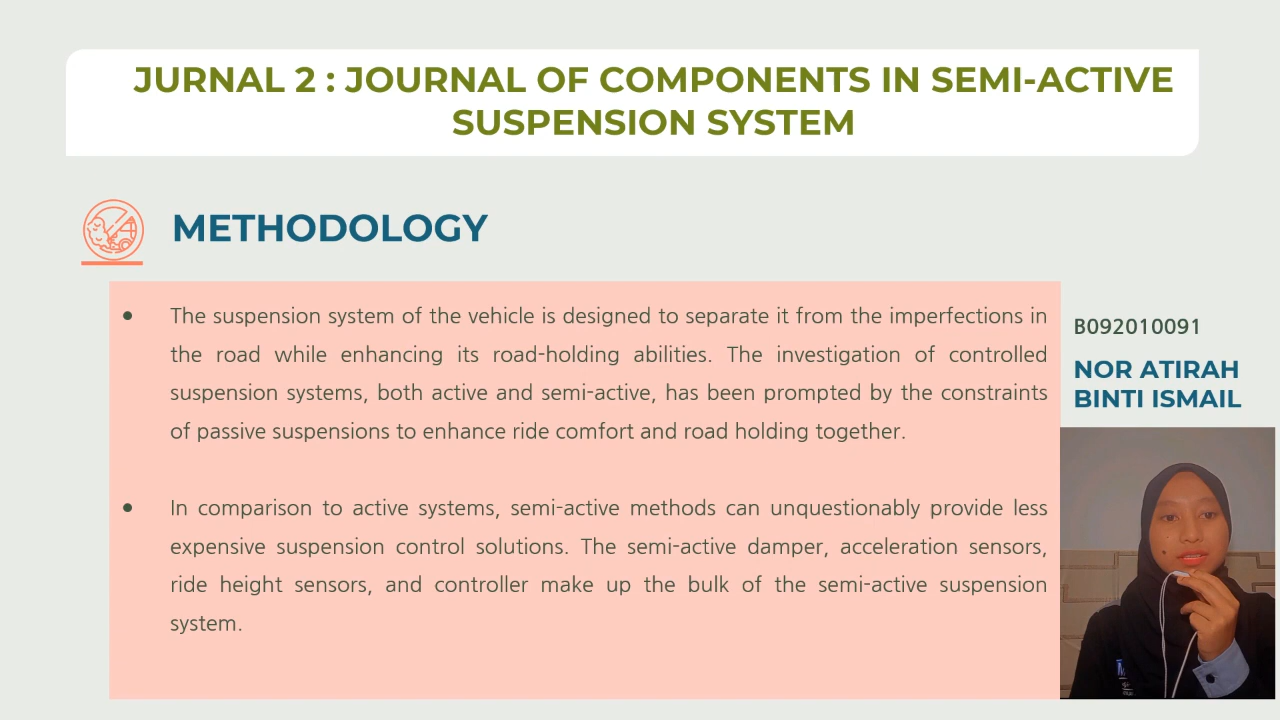 JURNAL 2 : JOURNAL OF COMPONENTS IN SEMI-ACTIVE
SUSPENSION SYSTEM
METHODOLOGY
● The suspension system of the vehicle is designed to separate it from the imperfections in
the road while enhancing its road-holding abilities. The investigation of controlled
suspension systems, both active and semi-active, has been prompted by the constraints
of passive suspensions to enhance ride comfort and road holding together.
● In comparison to active systems, semi-active methods can unquestionably provide less
expensive suspension control solutions. The semi-active damper, acceleration sensors,
ride height sensors, and controller make up the bulk of the semi-active suspension
system.
B092010091
NOR ATIRAH
BINTI ISMAIL